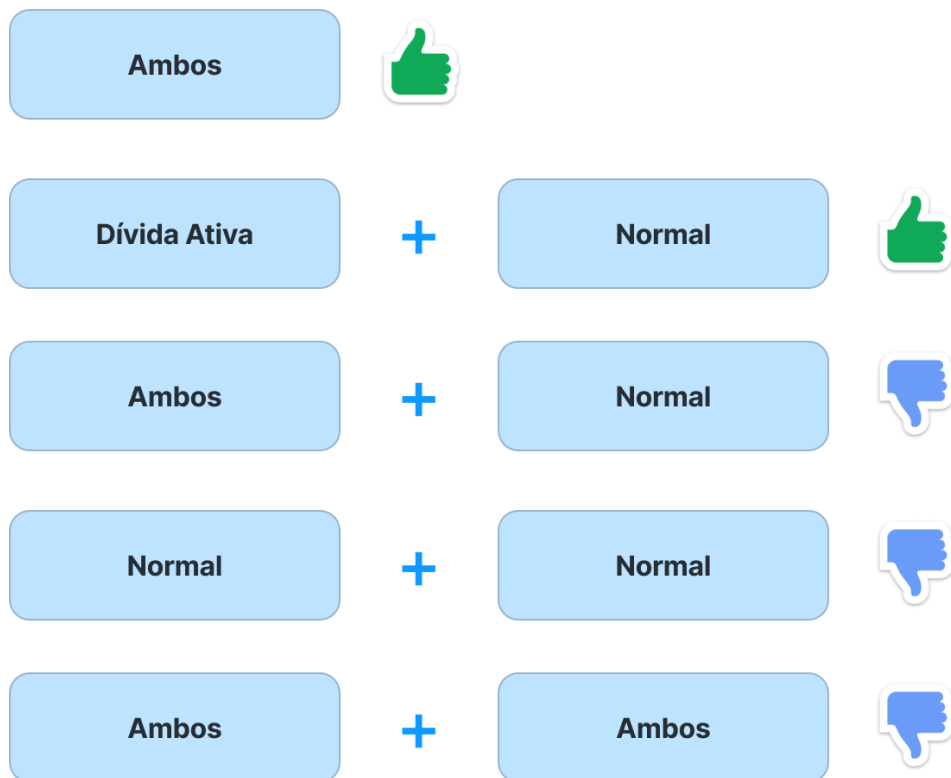 Ambos
Dívida Ativa + Normal
Ambos + Normal
Normal + Normal
Ambos + Ambos